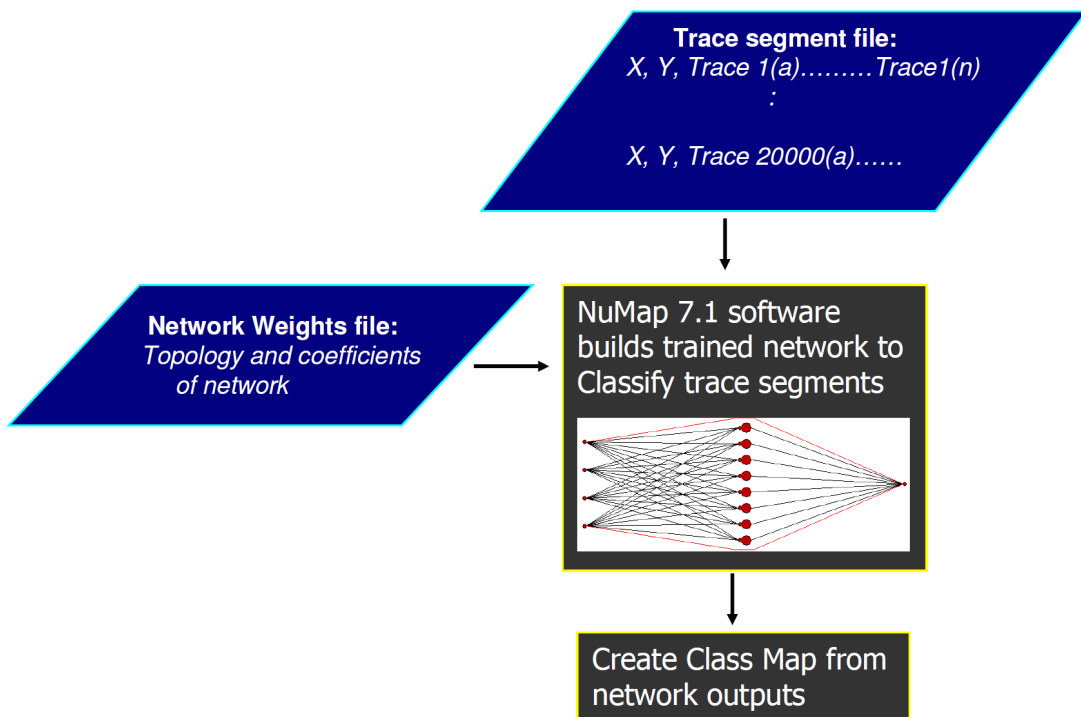 Trace segment file:
X, Y, Trace 1(a).........Trace1(n)
:
X, Y, Trace 20000(a)......
Network Weights file:
Topology and coefficients
of network
NuMap 7.1 software
builds trained network to
Classify trace segments
Create Class Map from
network outputs